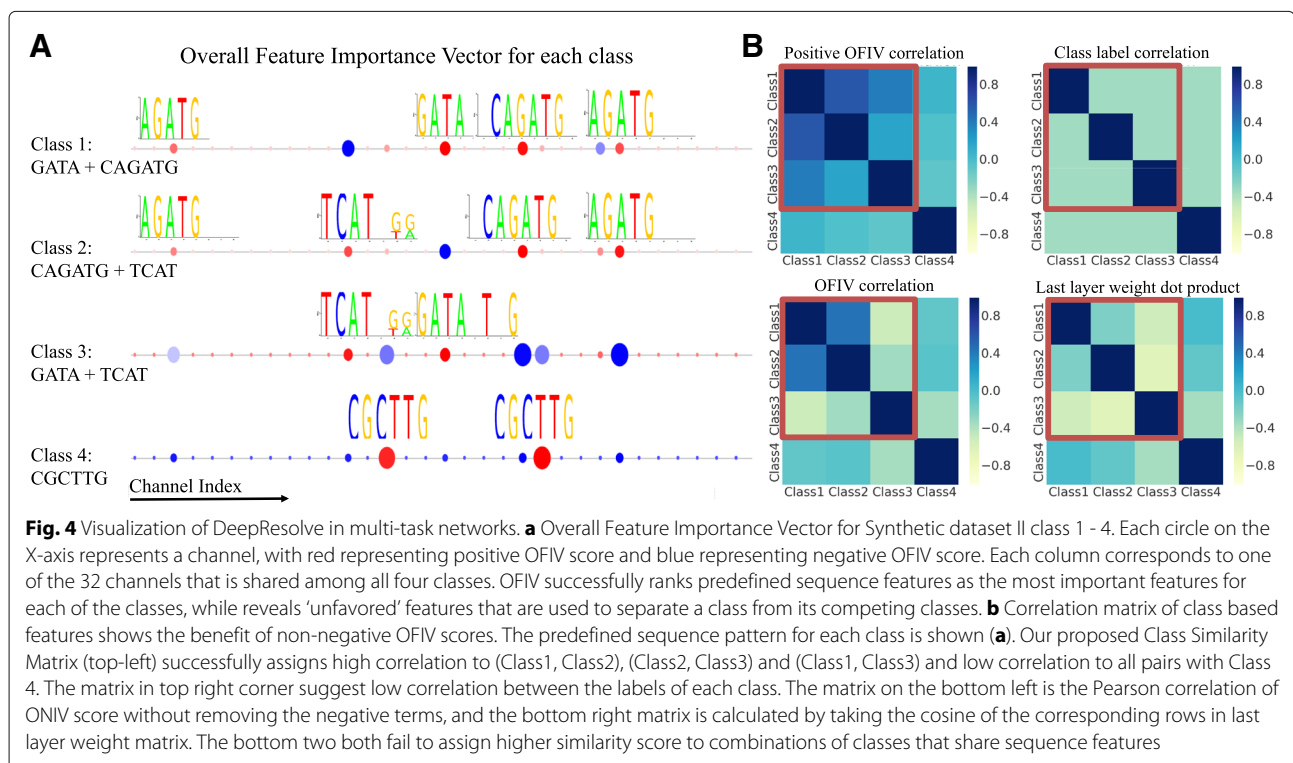 A
Overall Feature Importance Vector for each class
AGATG
GATA
CAGATG
AGATG
Class 1:
GATA + CAGATG
AGATG
TCAT
GG
TA
CAGATG
AGATG
Class 2:
CAGATG + TCAT
TCAT
GG
TA
GATA T G
Class 3:
GATA + TCAT
CGCTTG
CGCTTG
Class 4:
CGCTTG
Channel Index
B
Positive OFIV correlation
Class1
Class2
Class3
Class4
Class1 Class2 Class3 Class4
0.8
0.4
0.0
−0.4
−0.8
Class label correlation
Class1
Class2
Class3
Class4
Class1 Class2 Class3 Class4
0.8
0.4
0.0
−0.4
−0.8
OFIV correlation
Class1
Class2
Class3
Class4
Class1 Class2 Class3 Class4
0.8
0.4
0.0
−0.4
−0.8
Last layer weight dot product
Class1
Class2
Class3
Class4
Class1 Class2 Class3 Class4
0.8
0.4
0.0
−0.4
−0.8
Fig. 4 Visualization of DeepResolve in multi-task networks. a Overall Feature Importance Vector for Synthetic dataset II class 1 - 4. Each circle on the
X-axis represents a channel, with red representing positive OFIV score and blue representing negative OFIV score. Each column corresponds to one
of the 32 channels that is shared among all four classes. OFIV successfully ranks predefined sequence features as the most important features for
each of the classes, while reveals ‘unfavored’ features that are used to separate a class from its competing classes. b Correlation matrix of class based
features shows the benefit of non-negative OFIV scores. The predefined sequence pattern for each class is shown (a). Our proposed Class Similarity
Matrix (top-left) successfully assigns high correlation to (Class1, Class2), (Class2, Class3) and (Class1, Class3) and low correlation to all pairs with Class
4. The matrix in top right corner suggest low correlation between the labels of each class. The matrix on the bottom left is the Pearson correlation of
ONIV score without removing the negative terms, and the bottom right matrix is calculated by taking the cosine of the corresponding rows in last
layer weight matrix. The bottom two both fail to assign higher similarity score to combinations of classes that share sequence features